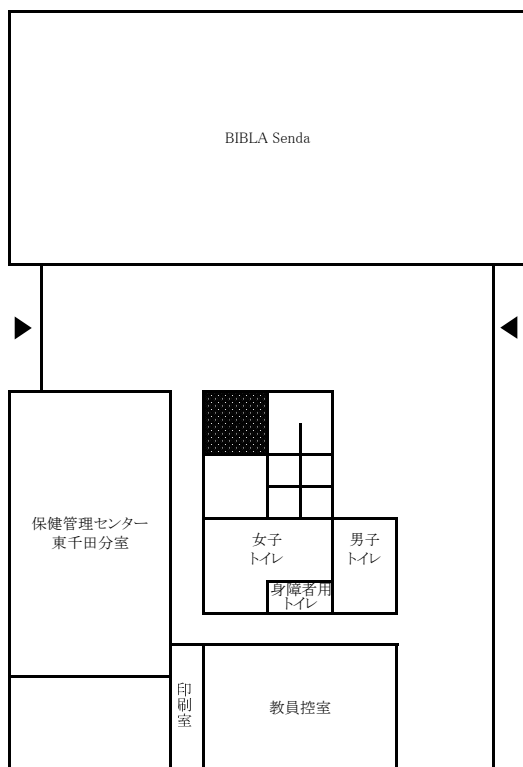 BIBLA Senda
保健管理センター
東千田分室
女子
トイレ
男子
トイレ
身障者用
トイレ
印刷室
教員控室